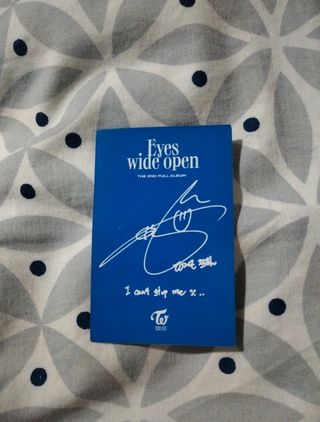 Eyes
wide open
THE 2ND FULL ALBUM
I can't stop me %..
TWICE